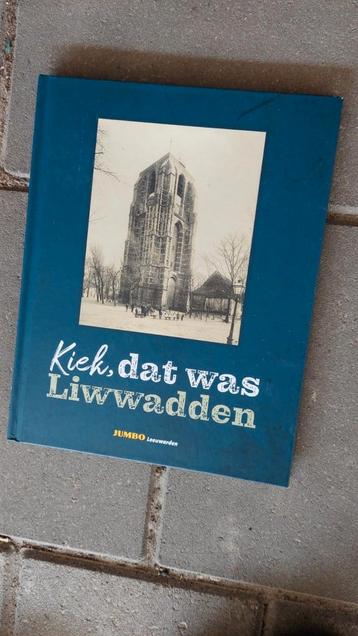 Kiek, dat was
Liwwadden
JUMBO Leeuwarden